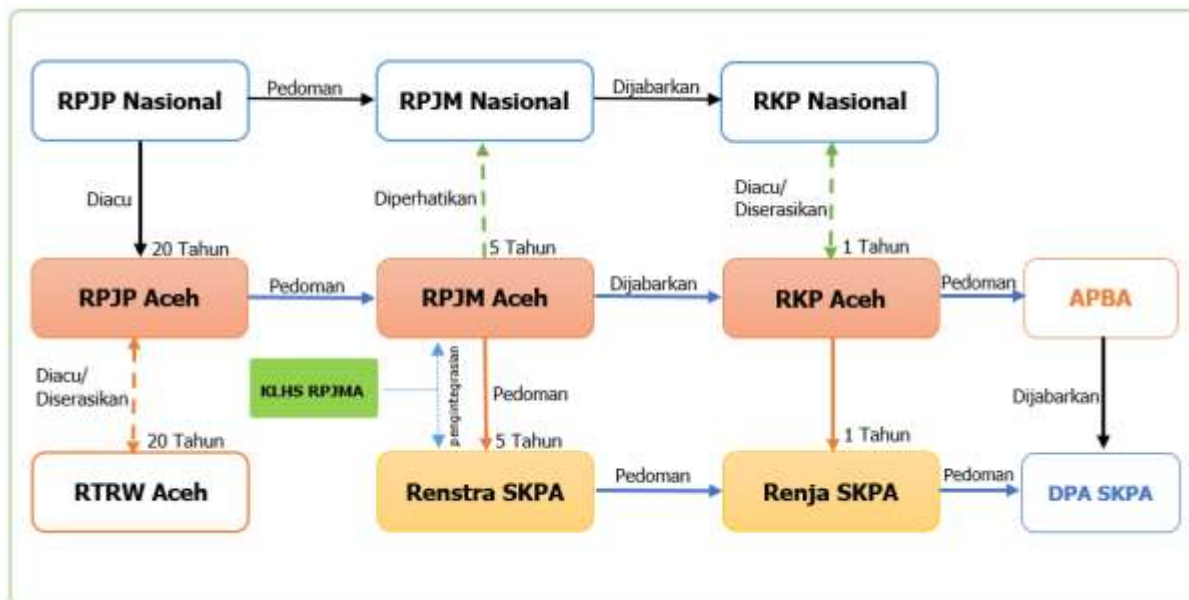 RPJP Nasional
Pedoman
RPJM Nasional
Dijabarkan
RKP Nasional
Diacu
Diperhatikan
Diacu/
Diserasikan
20 Tahun
5 Tahun
1 Tahun
RPJP Aceh
Pedoman
RPJM Aceh
Dijabarkan
RKP Aceh
Pedoman
APBA
Diacu/
Diserasikan
KLHS RPJMA
pengintegrasian
Pedoman
Dijabarkan
20 Tahun
5 Tahun
1 Tahun
RTRW Aceh
Renstra SKPA
Pedoman
Renja SKPA
Pedoman
DPA SKPA